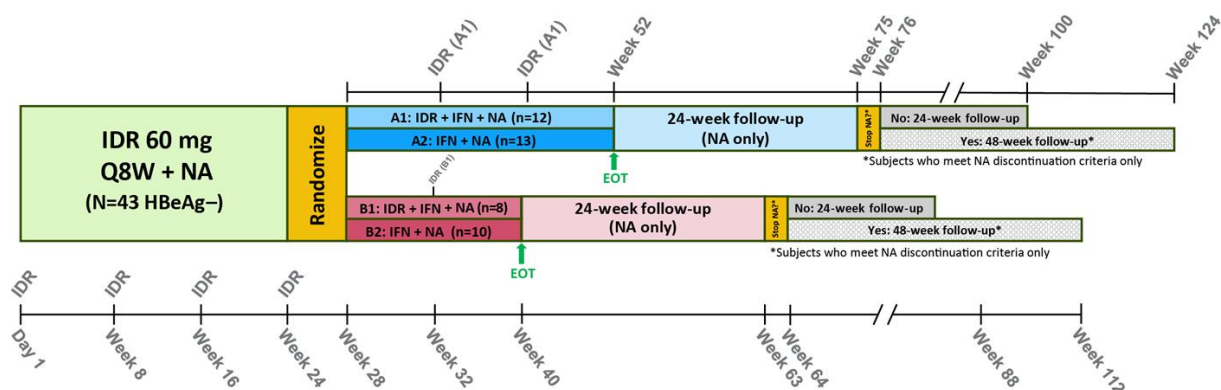 IDR (A1)
IDR (A1)
Week 52
Week 75
Week 76
Week 100
Week 124
IDR 60 mg
Q8W + NA
(N=43 HBeAg–)
Randomize
A1: IDR + IFN + NA (n=12)
A2: IFN + NA (n=13)
24-week follow-up
(NA only)
Stop NA?*
No: 24-week follow-up
Yes: 48-week follow-up*
*Subjects who meet NA discontinuation criteria only
EOT
IDR (B1)
B1: IDR + IFN + NA (n=8)
B2: IFN + NA (n=10)
24-week follow-up
(NA only)
Stop NA?*
No: 24-week follow-up
Yes: 48-week follow-up*
*Subjects who meet NA discontinuation criteria only
EOT
IDR
IDR
IDR
IDR
Day 1
Week 8
Week 16
Week 24
Week 28
Week 32
Week 40
Week 63
Week 64
Week 88
Week 112